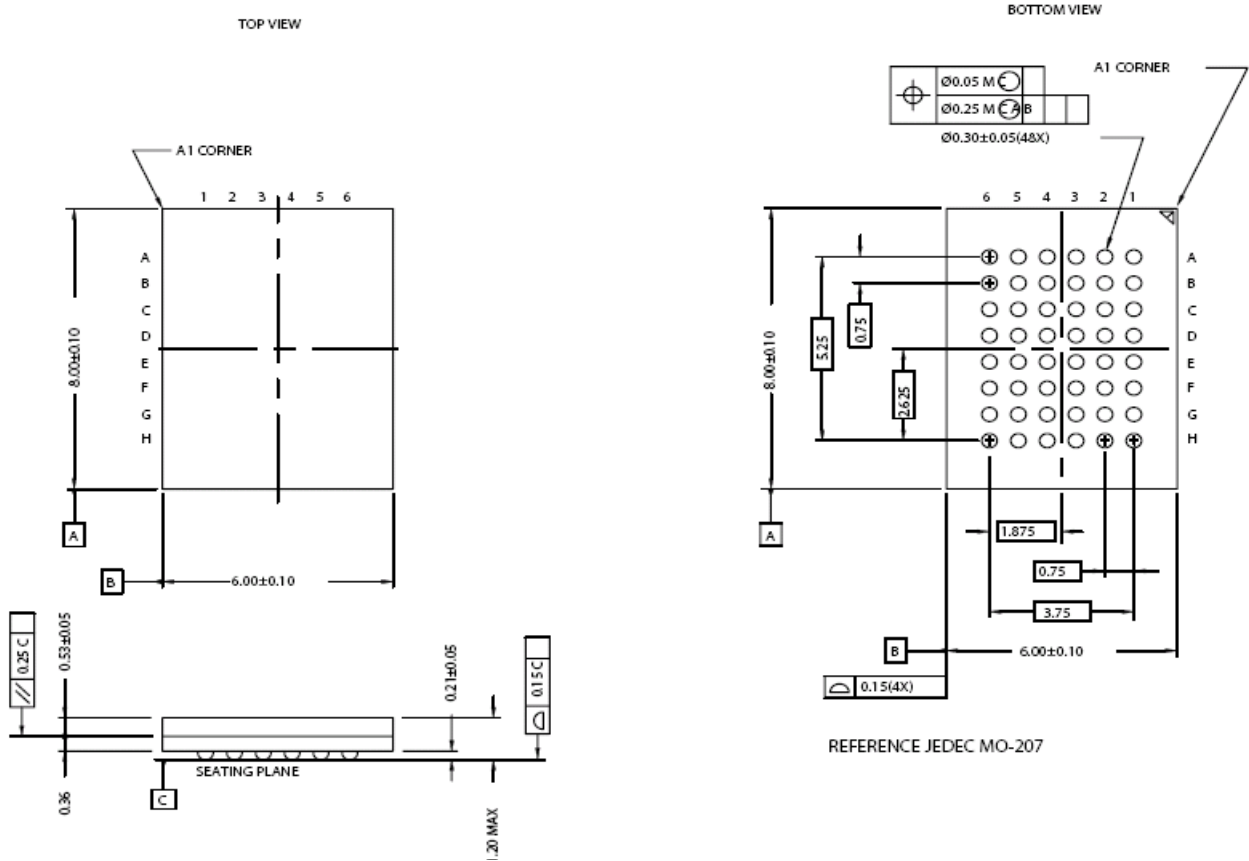 TOP VIEW
BOTTOM VIEW
A1 CORNER
Ø0.05 M C
Ø0.25 M C A B
Ø0.30±0.05(48X)
A1 CORNER
1 2 3 4 5 6
6 5 4 3 2 1
A
B
C
D
E
F
G
H
8.00±0.10
A
B
6.00±0.10
A
B
C
D
E
F
G
H
8.00±0.10
5.25
0.75
2.625
A
1.875
0.75
3.75
B
6.00±0.10
0.15(4X)
REFERENCE JEDEC MO-207
// 0.25 C
0.53±0.05
0.36
0.21±0.05
0.15 C
SEATING PLANE
C
1.20 MAX